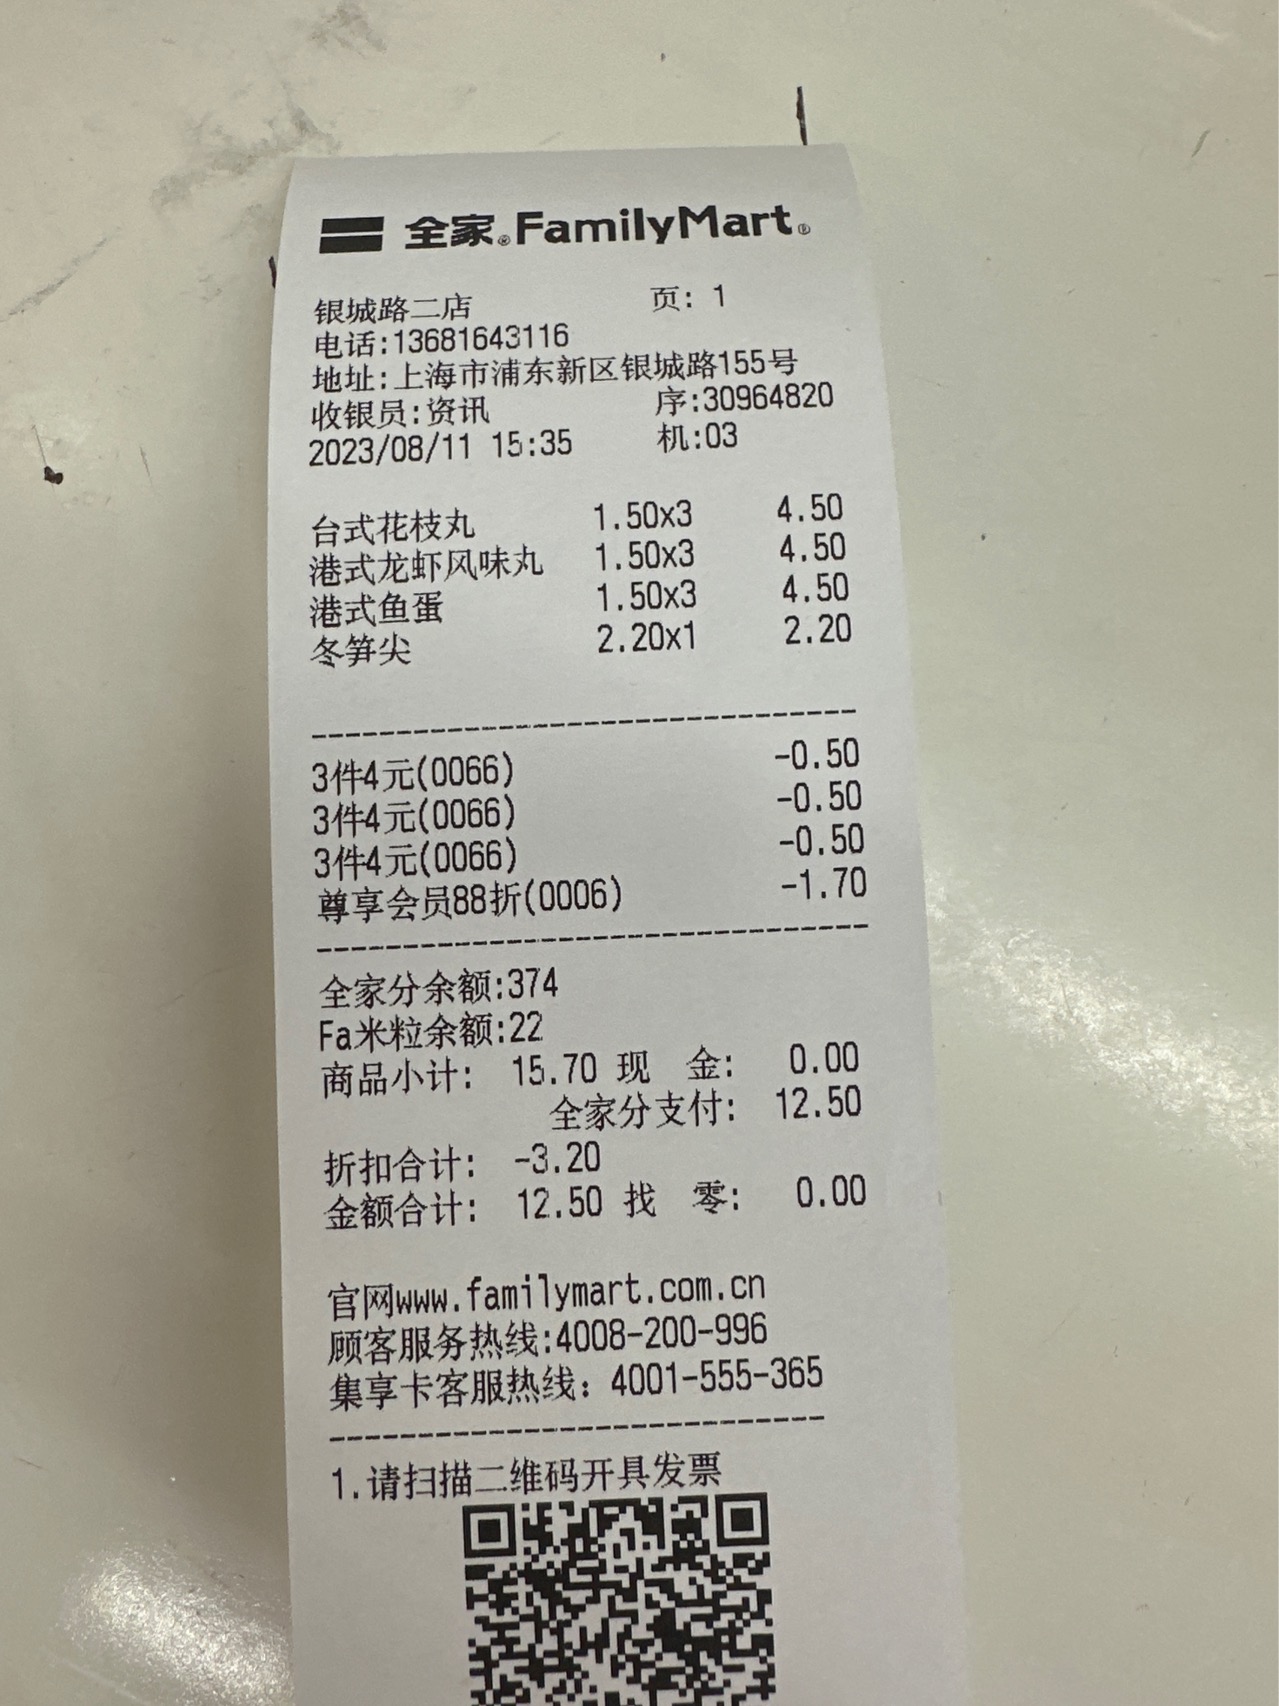 全家®FamilyMart®
银城路二店 页: 1
电话:13681643116
地址:上海市浦东新区银城路155号
收银员:资讯 序:30964820
2023/08/11 15:35 机:03
台式花枝丸 1.50x3 4.50
港式龙虾风味丸 1.50x3 4.50
港式鱼蛋 1.50x3 4.50
冬笋尖 2.20x1 2.20
3件4元(0066) -0.50
3件4元(0066) -0.50
3件4元(0066) -0.50
尊享会员88折(0006) -1.70
全家分余额:374
Fa米粒余额:22
商品小计: 15.70 现 金: 0.00
全家分支付: 12.50
折扣合计: -3.20
金额合计: 12.50 找 零: 0.00
官网www.familymart.com.cn
顾客服务热线:4008-200-996
集享卡客服热线: 4001-555-365
1.请扫描二维码开具发票